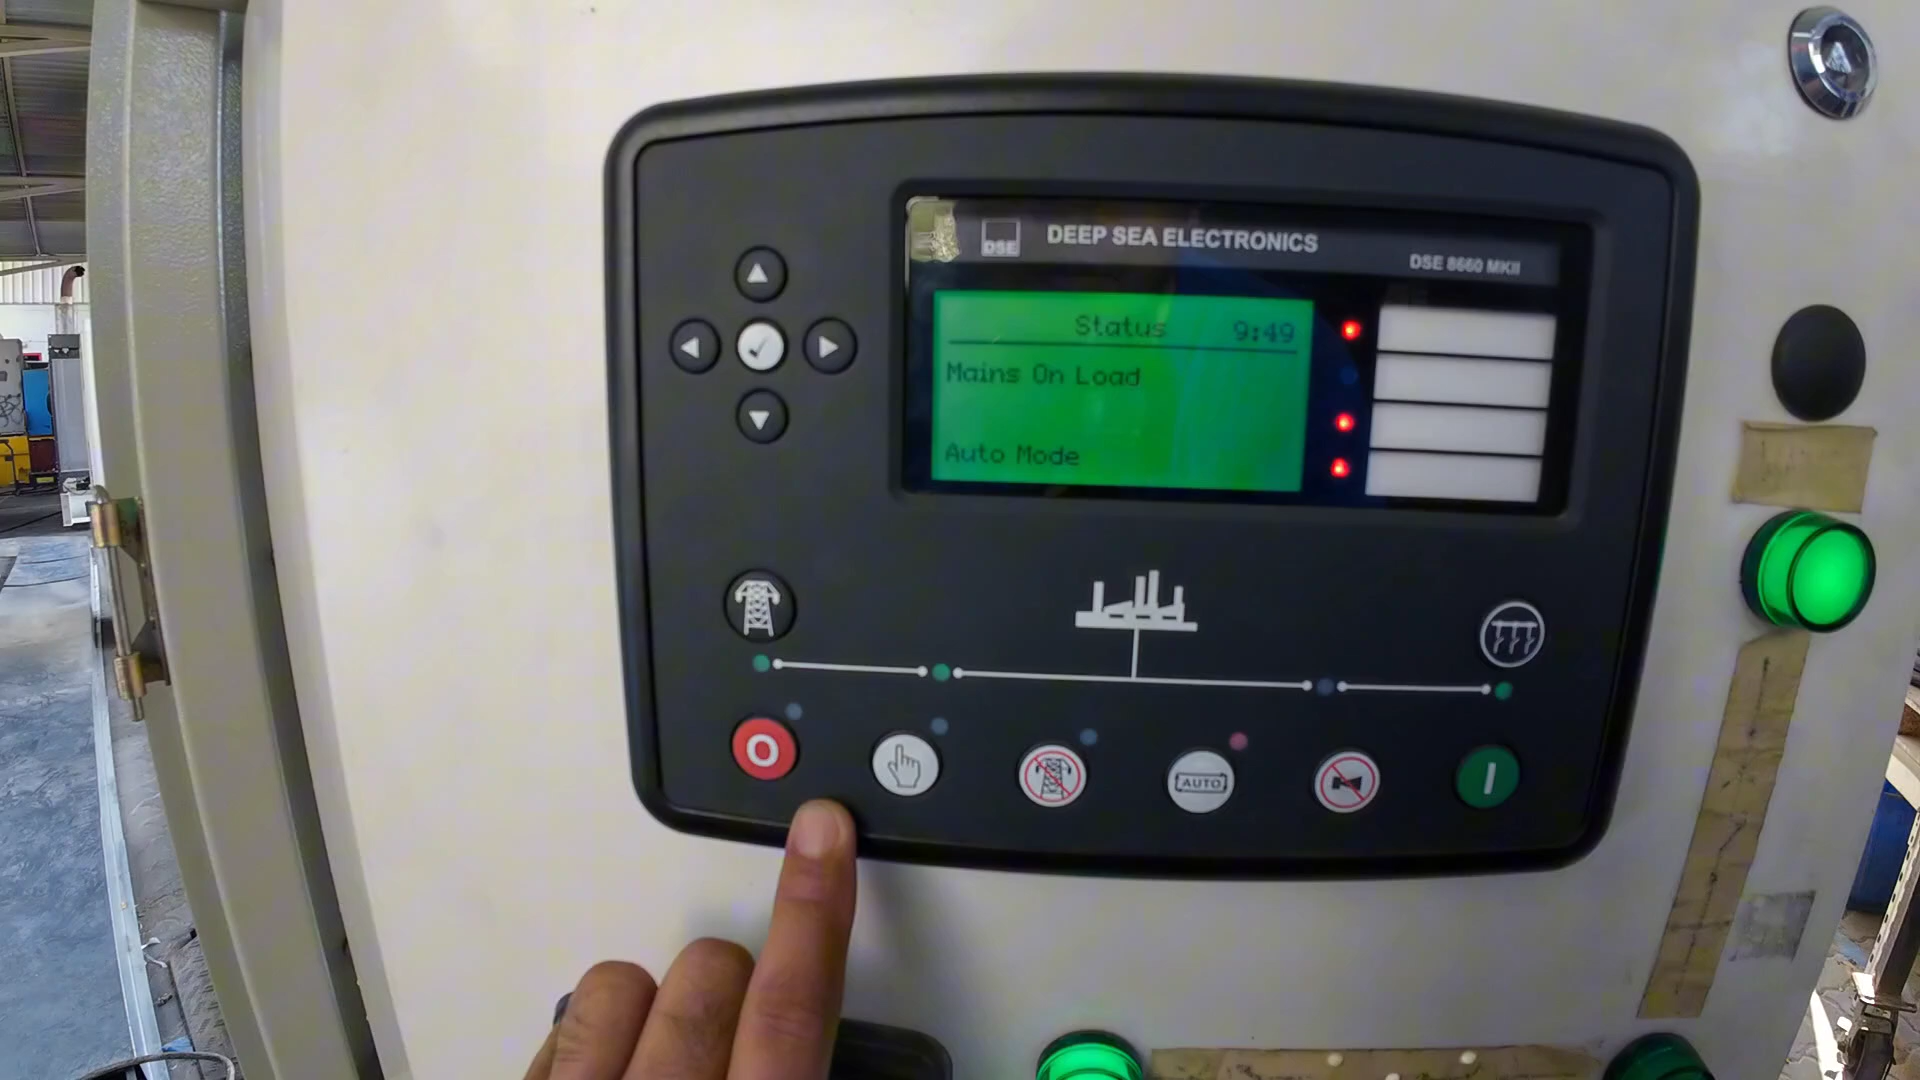 DSE
DEEP SEA ELECTRONICS
DSE 8660 MKII
Status 9:49
Mains On Load
Auto Mode
O
AUTO
I